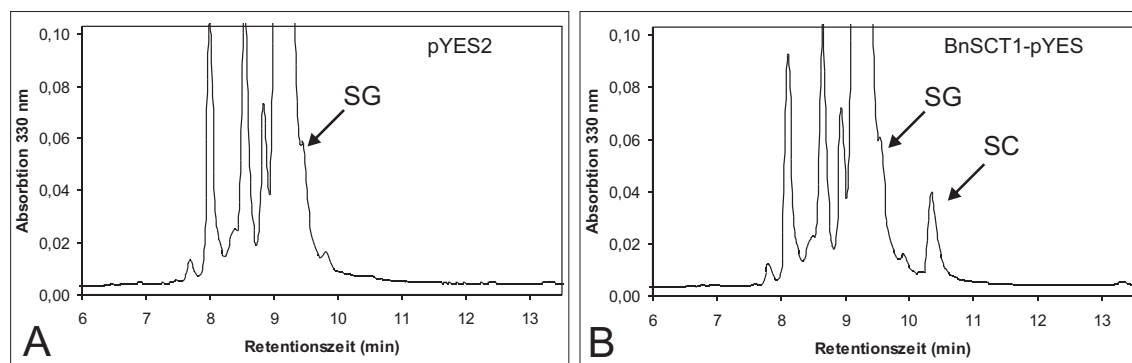 pYES2
SG
Absorbtion 330 nm
0,10
0,08
0,06
0,04
0,02
0,00
6 7 8 9 10 11 12 13
Retentionszeit (min)
A
BnSCT1-pYES
SG
SC
Absorbtion 330 nm
0,10
0,08
0,06
0,04
0,02
0,00
6 7 8 9 10 11 12 13
Retentionszeit (min)
B